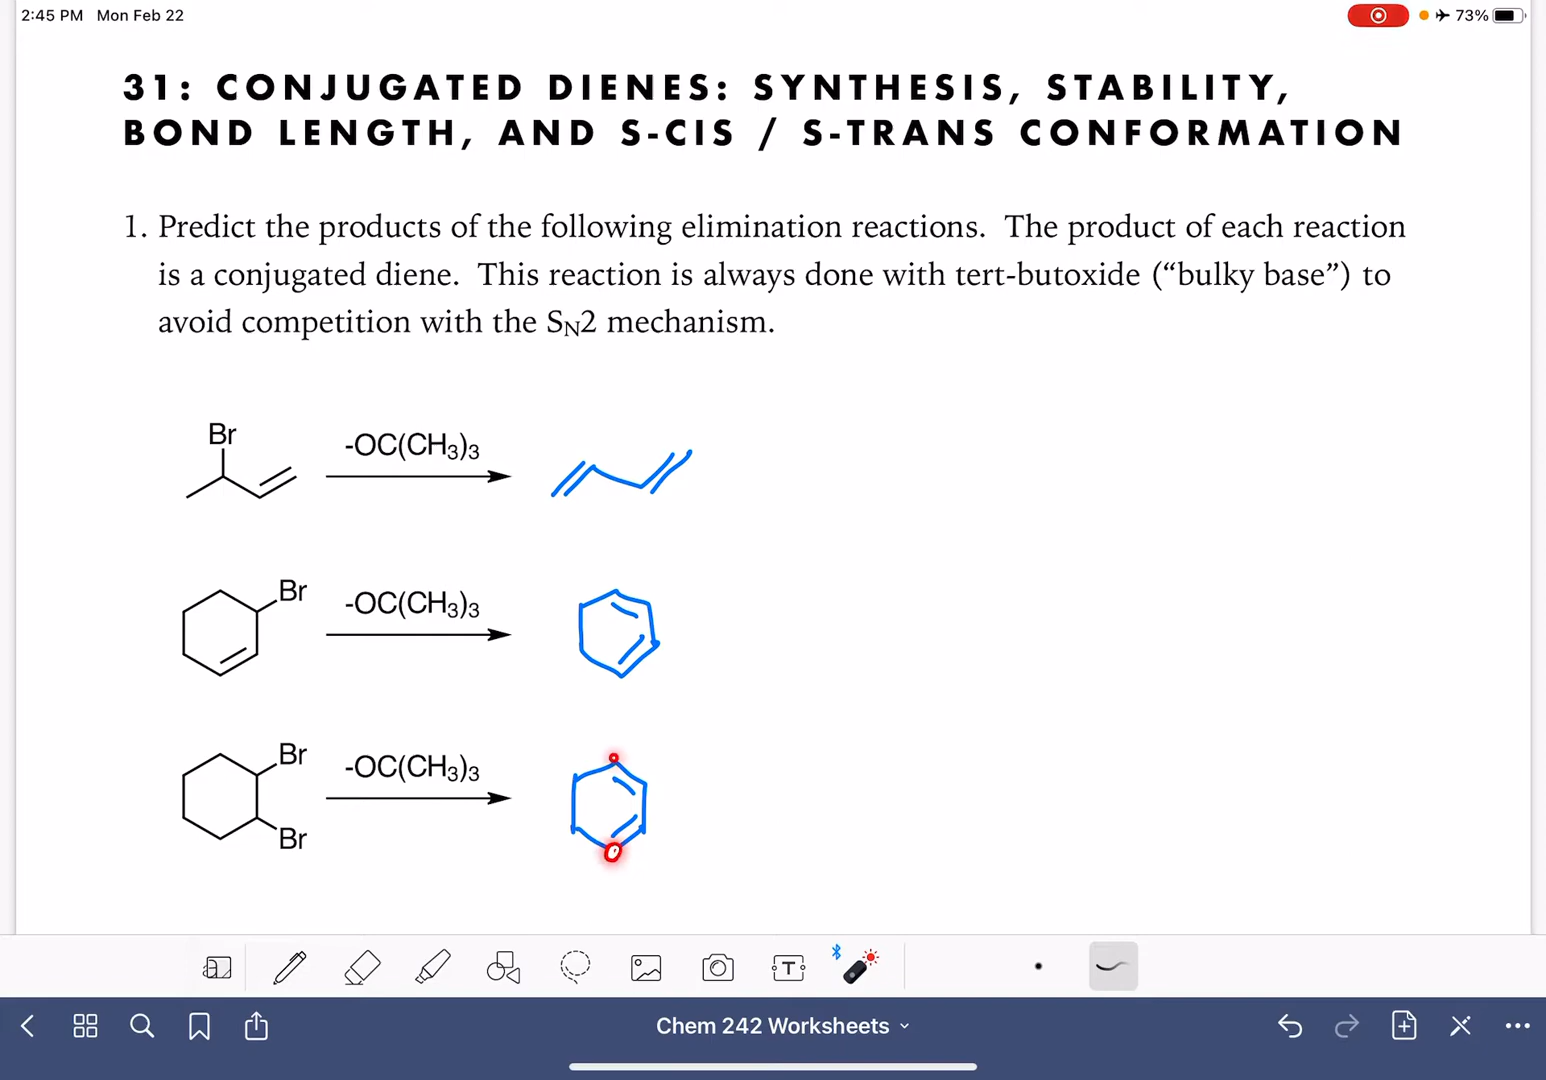 2:45 PM Mon Feb 22
73%
31: CONJUGATED DIENES: SYNTHESIS, STABILITY,
BOND LENGTH, AND S-CIS / S-TRANS CONFORMATION
1. Predict the products of the following elimination reactions. The product of each reaction
is a conjugated diene. This reaction is always done with tert-butoxide (“bulky base”) to
avoid competition with the SN2 mechanism.
Br
-OC(CH3)3
Br
-OC(CH3)3
Br
-OC(CH3)3
Br
Chem 242 Worksheets